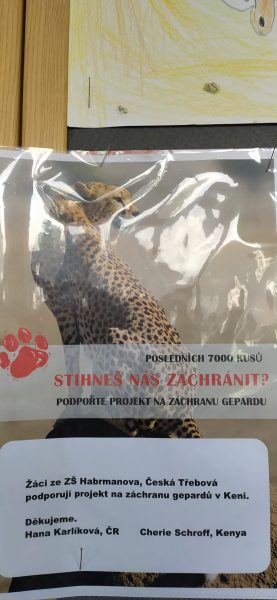 POSLEDNÍCH 7000 KUSŮ
STIHNEŠ NÁS ZACHRÁNIT?
PODPOŘTE PROJEKT NA ZÁCHRANU GEPARDU
Žáci ze ZŠ Habrmanova, Česká Třebová
podporují projekt na záchranu gepardů v Keni.
Děkujeme.
Hana Karlíková, ČR Cherie Schroff, Kenya